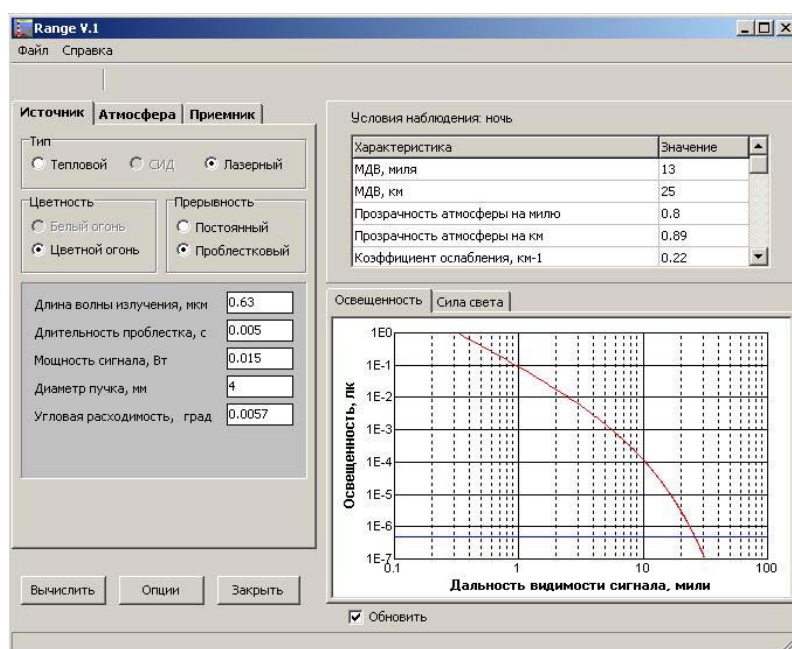 Range V.1
Файл Справка
Источник Атмосфера Приемник
Тип
Тепловой СИД Лазерный
Цветность
Белый огонь
Цветной огонь
Прерывность
Постоянный
Проблестковый
Длина волны излучения, мкм 0.63
Длительность проблестка, с 0.005
Мощность сигнала, Вт 0.015
Диаметр пучка, мм 4
Угловая расходимость, град 0.0057
Вычислить Опции Закрыть
Условия наблюдения: ночь
Характеристика Значение
МДВ, миля 13
МДВ, км 25
Прозрачность атмосферы на милю 0.8
Прозрачность атмосферы на км 0.89
Коэффициент ослабления, км-1 0.22
Освещенность Сила света
Освещенность, лк
1E0
1E-1
1E-2
1E-3
1E-4
1E-5
1E-6
1E-7
0.1 1 10 100
Дальность видимости сигнала, мили
Обновить